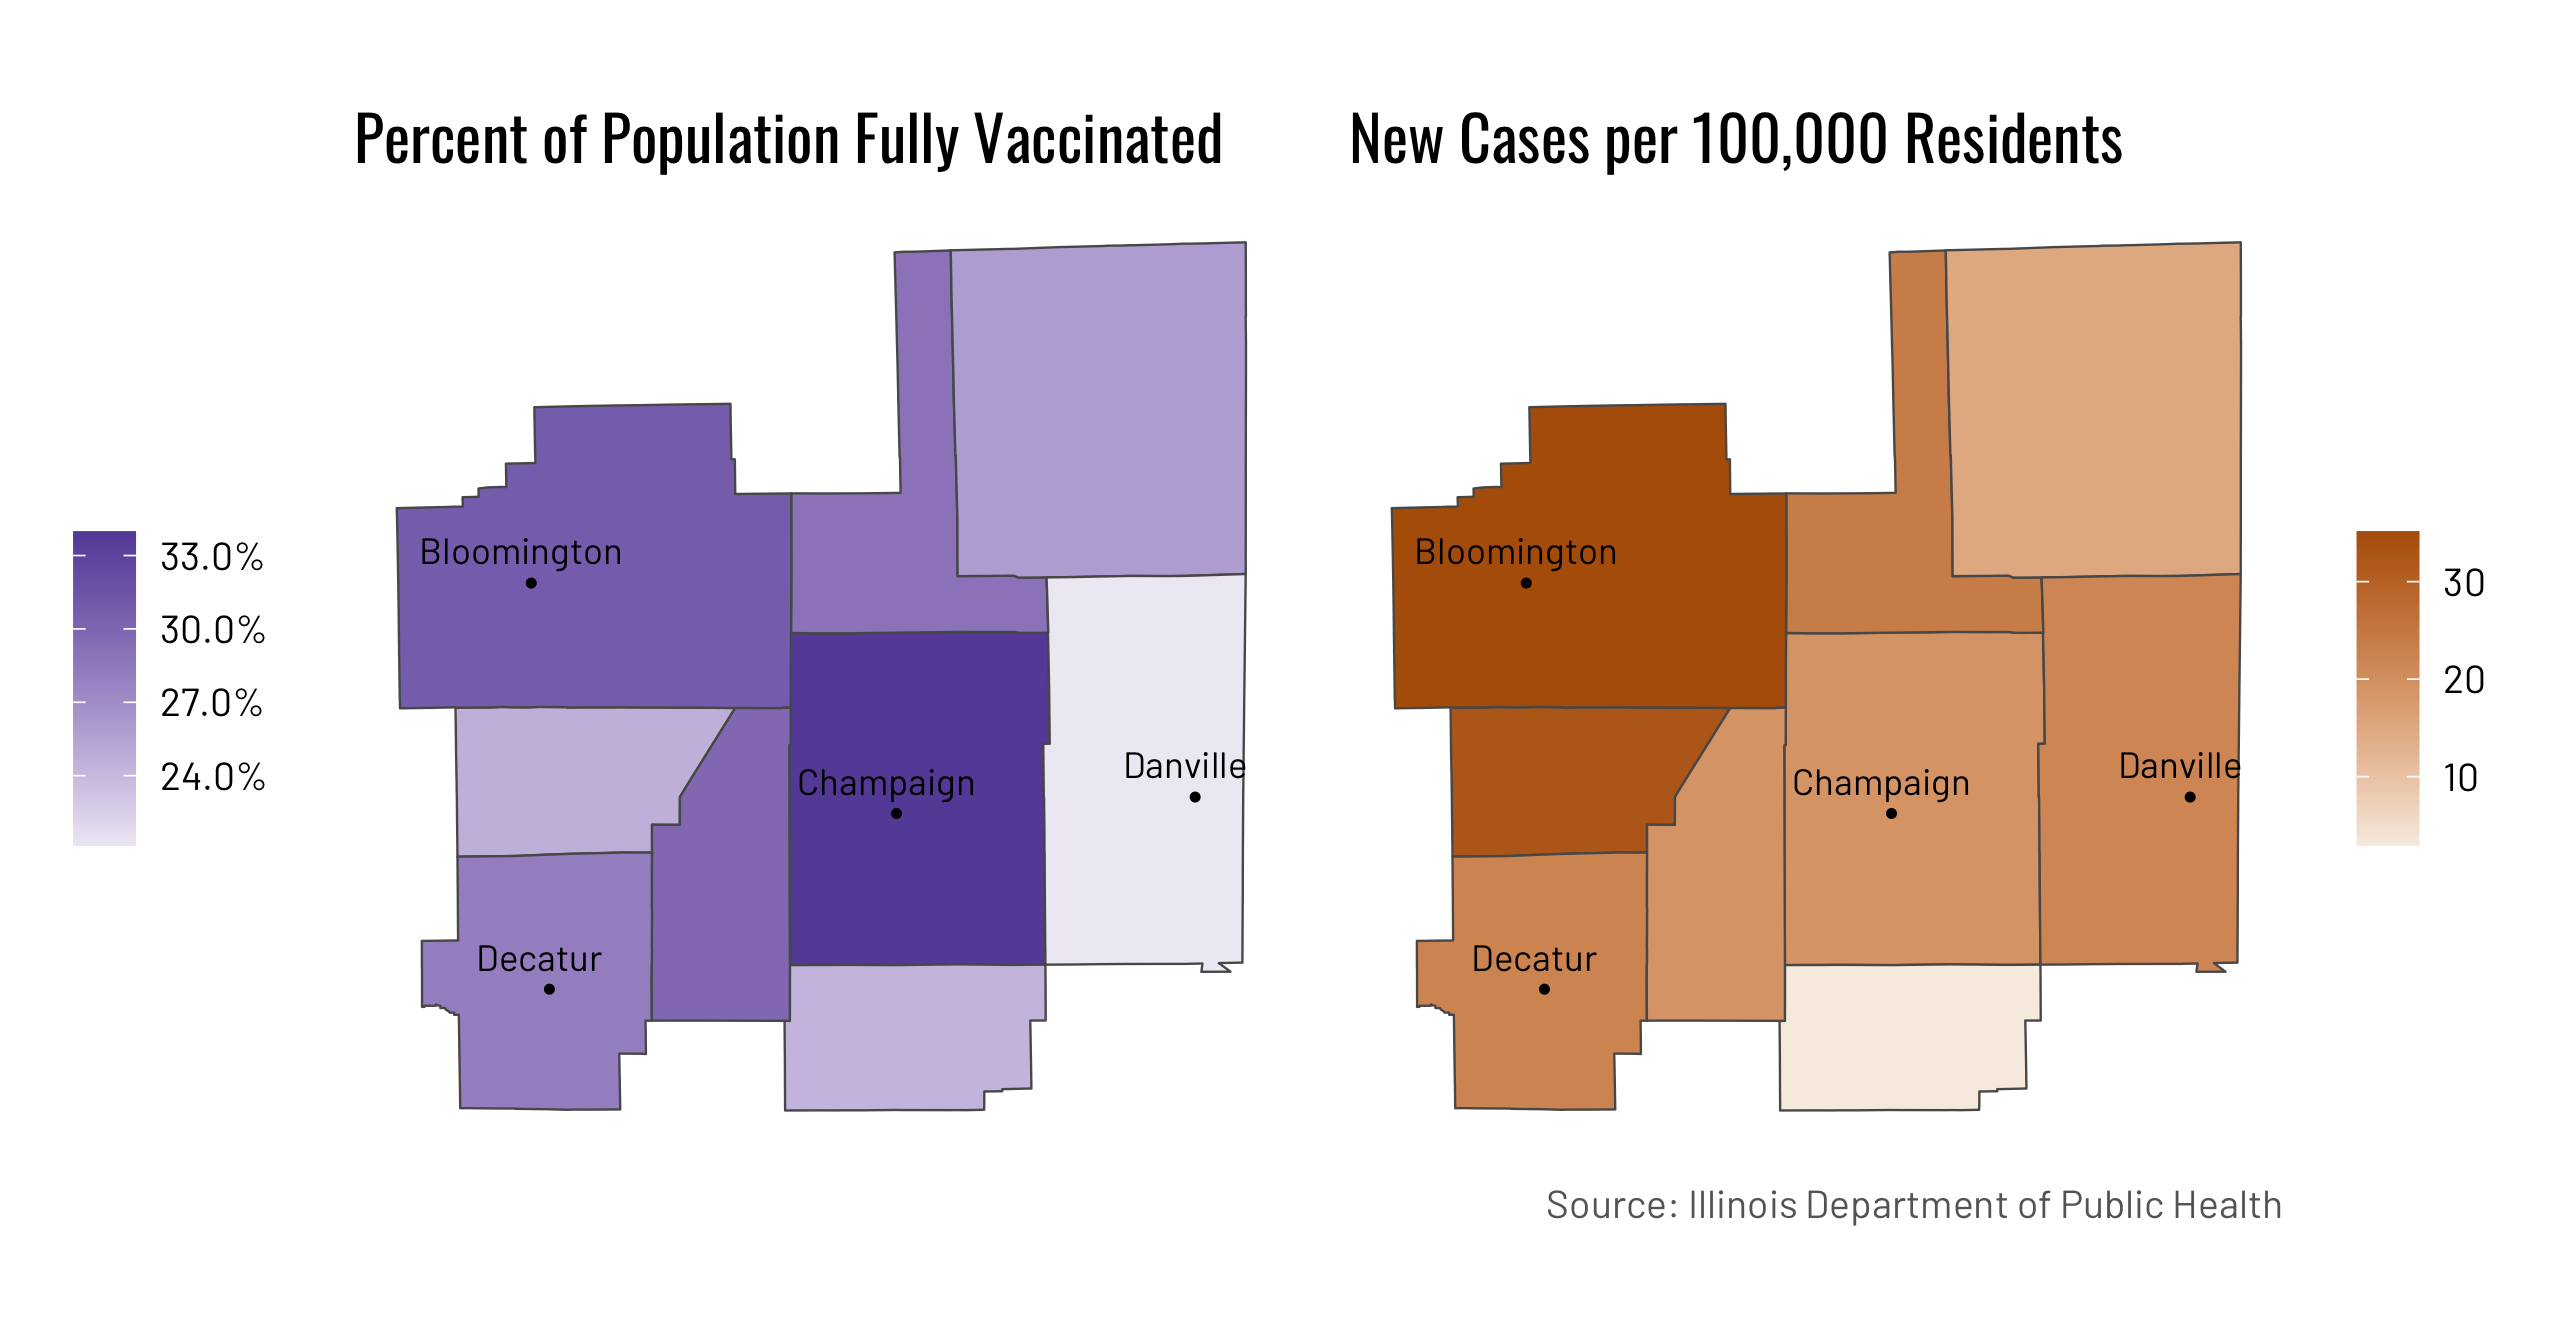 Percent of Population Fully Vaccinated
33.0%
30.0%
27.0%
24.0%
Bloomington
Champaign
Danville
Decatur
New Cases per 100,000 Residents
Bloomington
Champaign
Danville
Decatur
30
20
10
Source: Illinois Department of Public Health